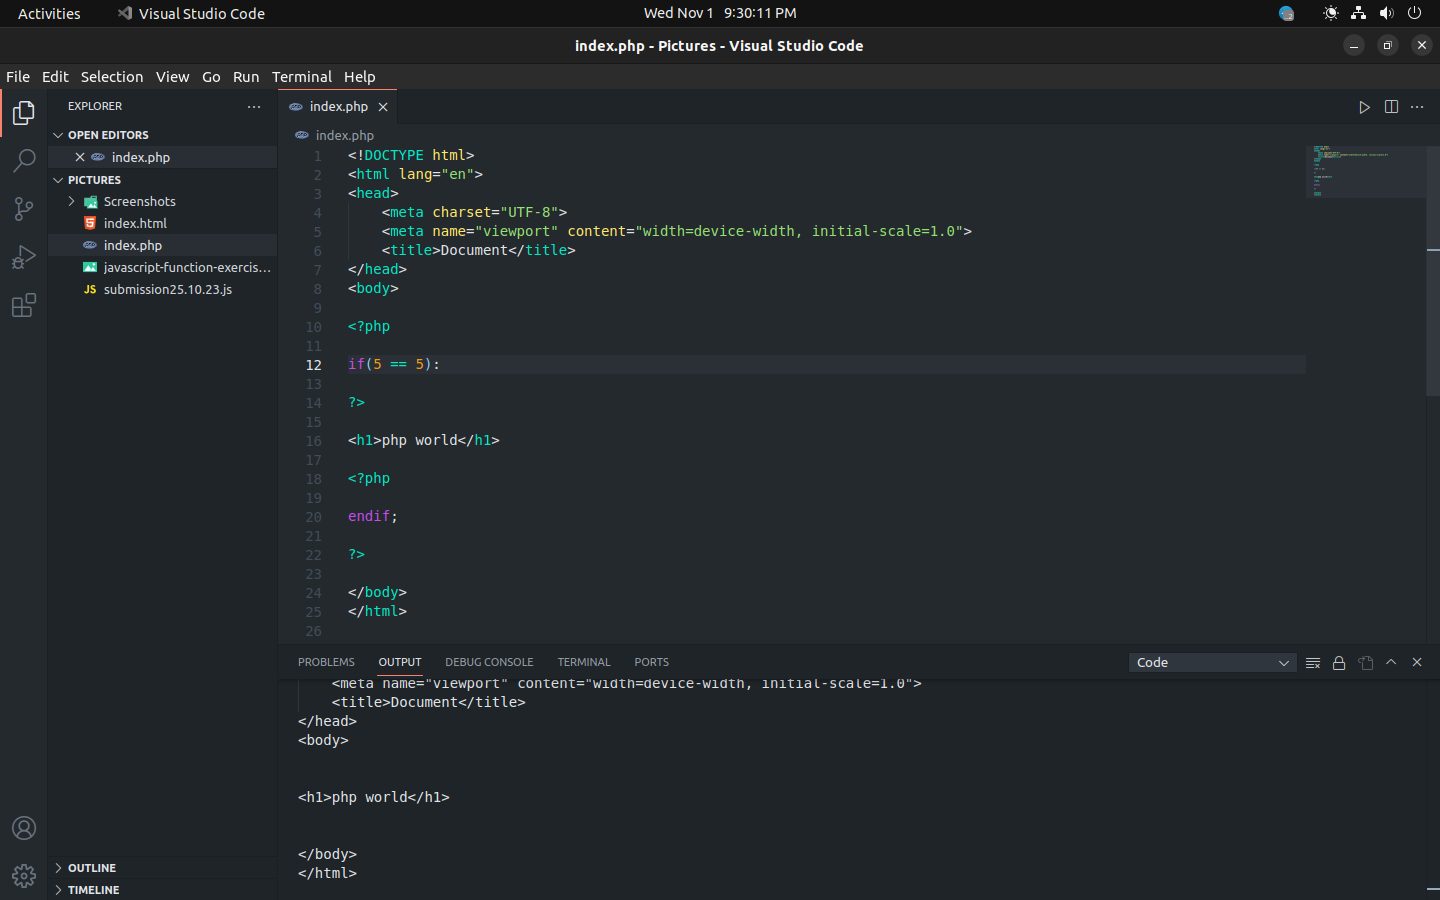 Activities Visual Studio Code Wed Nov 1 9:30:11 PM
index.php - Pictures - Visual Studio Code
File Edit Selection View Go Run Terminal Help
EXPLORER
OPEN EDITORS
index.php
PICTURES
Screenshots
index.html
index.php
javascript-function-exercis...
JS submission25.10.23.js
OUTLINE
TIMELINE
index.php
index.php
1 <!DOCTYPE html>
2 <html lang="en">
3 <head>
4     <meta charset="UTF-8">
5     <meta name="viewport" content="width=device-width, initial-scale=1.0">
6     <title>Document</title>
7 </head>
8 <body>
9
10 <?php
11
12 if(5 == 5):
13
14 ?>
15
16 <h1>php world</h1>
17
18 <?php
19
20 endif;
21
22 ?>
23
24 </body>
25 </html>
26
PROBLEMS OUTPUT DEBUG CONSOLE TERMINAL PORTS Code
    <meta name="viewport" content="width=device-width, initial-scale=1.0">
    <title>Document</title>
</head>
<body>
<h1>php world</h1>
</body>
</html>